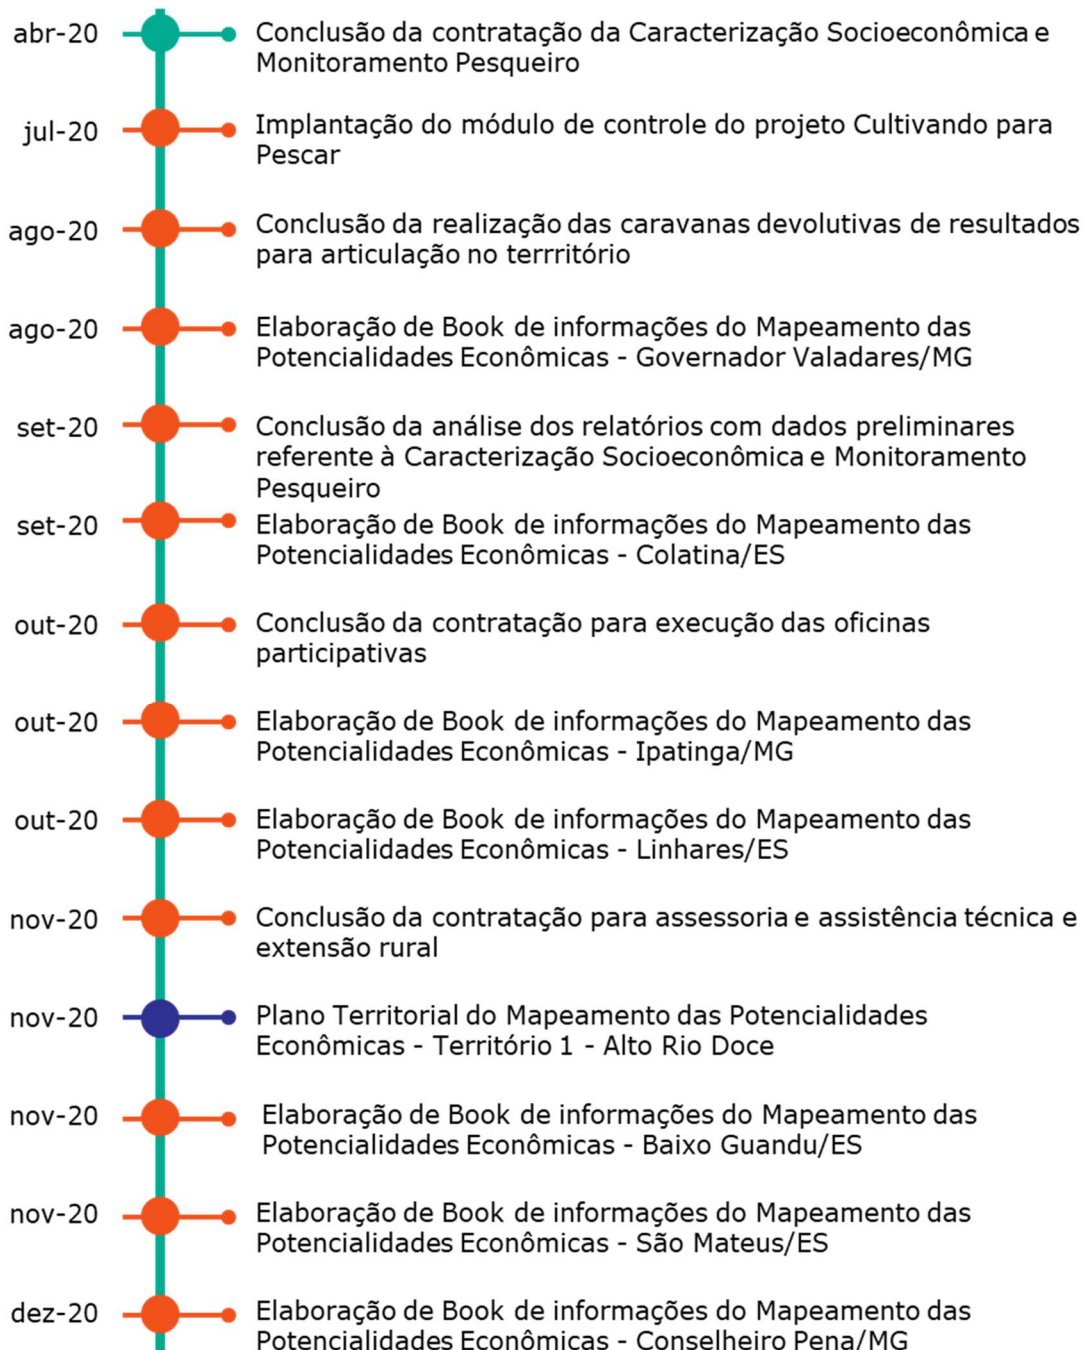 abr-20 Conclusão da contratação da Caracterização Socioeconômica e
Monitoramento Pesqueiro
jul-20 Implantação do módulo de controle do projeto Cultivando para
Pescar
ago-20 Conclusão da realização das caravanas devolutivas de resultados
para articulação no terrritório
ago-20 Elaboração de Book de informações do Mapeamento das
Potencialidades Econômicas - Governador Valadares/MG
set-20 Conclusão da análise dos relatórios com dados preliminares
referente à Caracterização Socioeconômica e Monitoramento
Pesqueiro
set-20 Elaboração de Book de informações do Mapeamento das
Potencialidades Econômicas - Colatina/ES
out-20 Conclusão da contratação para execução das oficinas
participativas
out-20 Elaboração de Book de informações do Mapeamento das
Potencialidades Econômicas - Ipatinga/MG
out-20 Elaboração de Book de informações do Mapeamento das
Potencialidades Econômicas - Linhares/ES
nov-20 Conclusão da contratação para assessoria e assistência técnica e
extensão rural
nov-20 Plano Territorial do Mapeamento das Potencialidades
Econômicas - Território 1 - Alto Rio Doce
nov-20 Elaboração de Book de informações do Mapeamento das
Potencialidades Econômicas - Baixo Guandu/ES
nov-20 Elaboração de Book de informações do Mapeamento das
Potencialidades Econômicas - São Mateus/ES
dez-20 Elaboração de Book de informações do Mapeamento das
Potencialidades Econômicas - Conselheiro Pena/MG